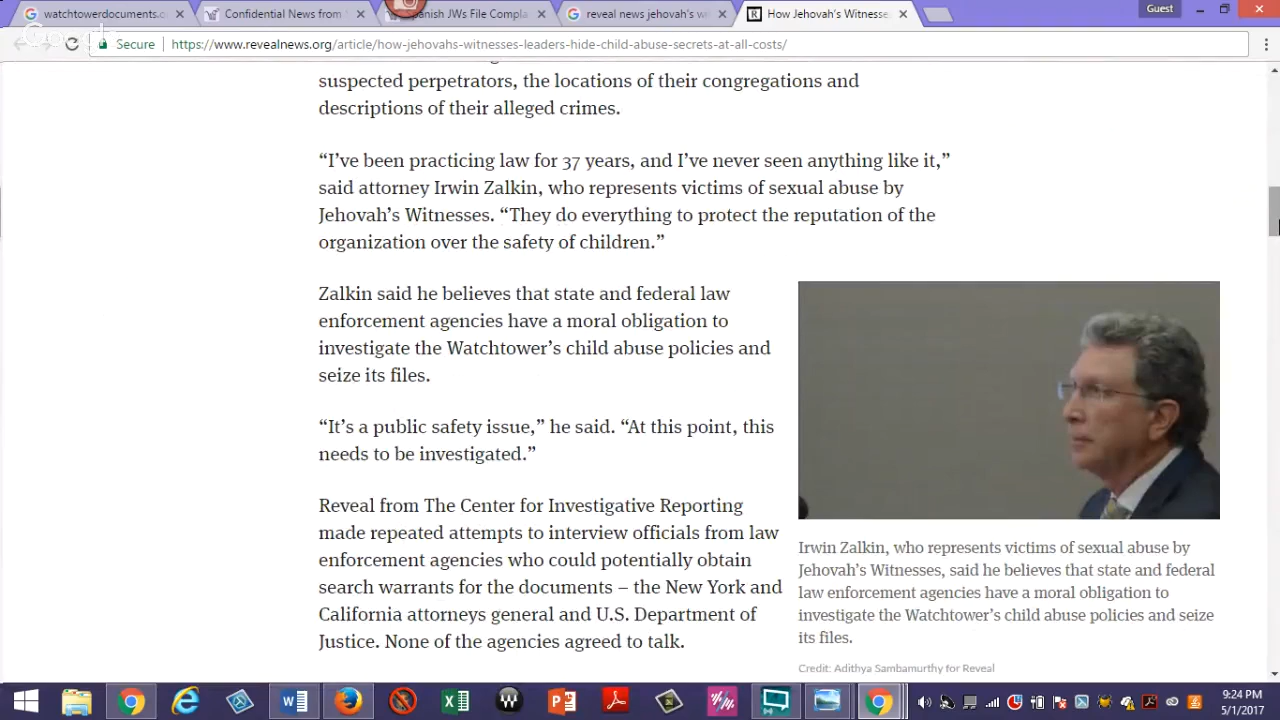 watchtowerdocuments.o
Confidential News from
anish JWs File Compla
reveal news jehovah's wi
How Jehovah's Witnesse
Guest
Secure
https://www.revealnews.org/article/how-jehovahs-witnesses-leaders-hide-child-abuse-secrets-at-all-costs/
suspected perpetrators, the locations of their congregations and
descriptions of their alleged crimes.
“I’ve been practicing law for 37 years, and I’ve never seen anything like it,”
said attorney Irwin Zalkin, who represents victims of sexual abuse by
Jehovah’s Witnesses. “They do everything to protect the reputation of the
organization over the safety of children.”
Zalkin said he believes that state and federal law
enforcement agencies have a moral obligation to
investigate the Watchtower’s child abuse policies and
seize its files.
“It’s a public safety issue,” he said. “At this point, this
needs to be investigated.”
Reveal from The Center for Investigative Reporting
made repeated attempts to interview officials from law
enforcement agencies who could potentially obtain
search warrants for the documents – the New York and
California attorneys general and U.S. Department of
Justice. None of the agencies agreed to talk.
Irwin Zalkin, who represents victims of sexual abuse by
Jehovah’s Witnesses, said he believes that state and federal
law enforcement agencies have a moral obligation to
investigate the Watchtower’s child abuse policies and seize
its files.
Credit: Adithya Sambamurthy for Reveal
9:24 PM
5/1/2017